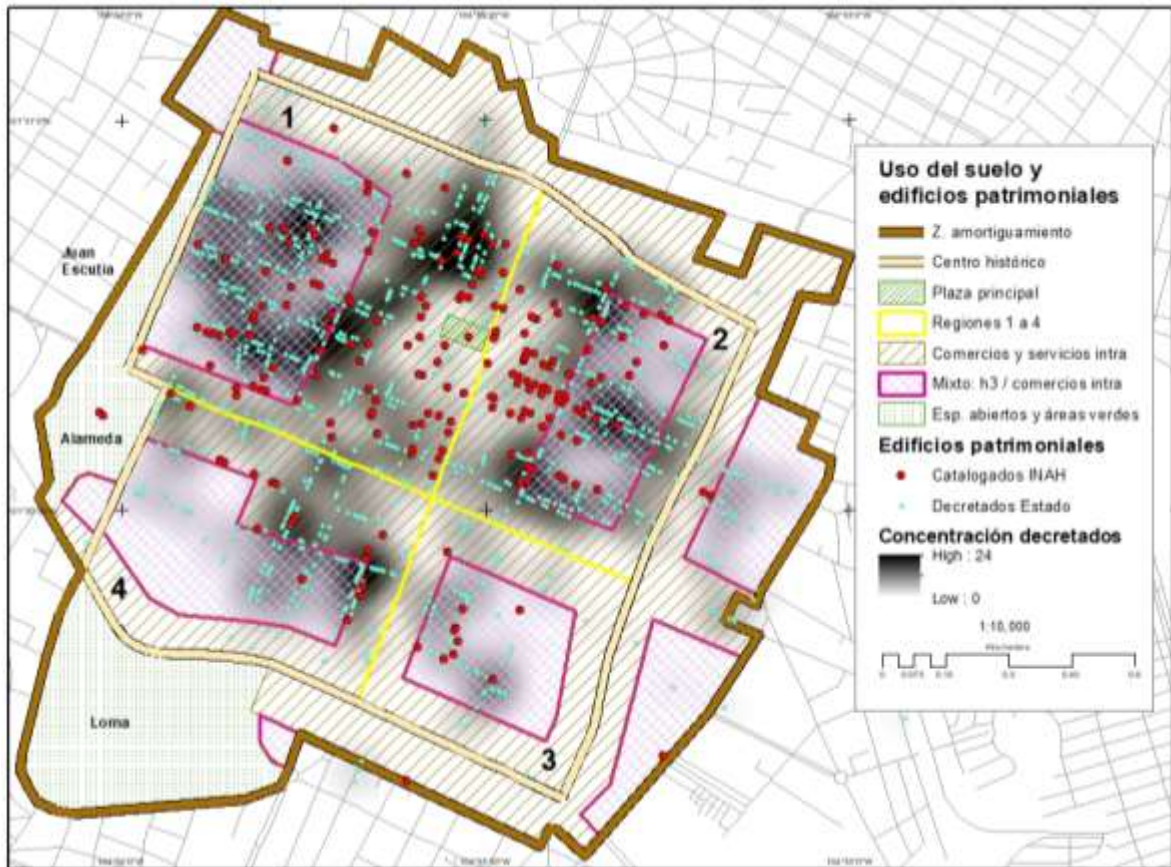 1
Juan
Escutia
2
Alameda
4
Loma
3
Uso del suelo y
edificios patrimoniales
Z. amortiguamiento
Centro histórico
Plaza principal
Regiones 1 a 4
Comercios y servicios intra
Mixto: h3 / comercios intra
Esp. abiertos y áreas verdes
Edificios patrimoniales
Catalogados INAH
Decretados Estado
Concentración decretados
High : 24
Low : 0
1:10,000